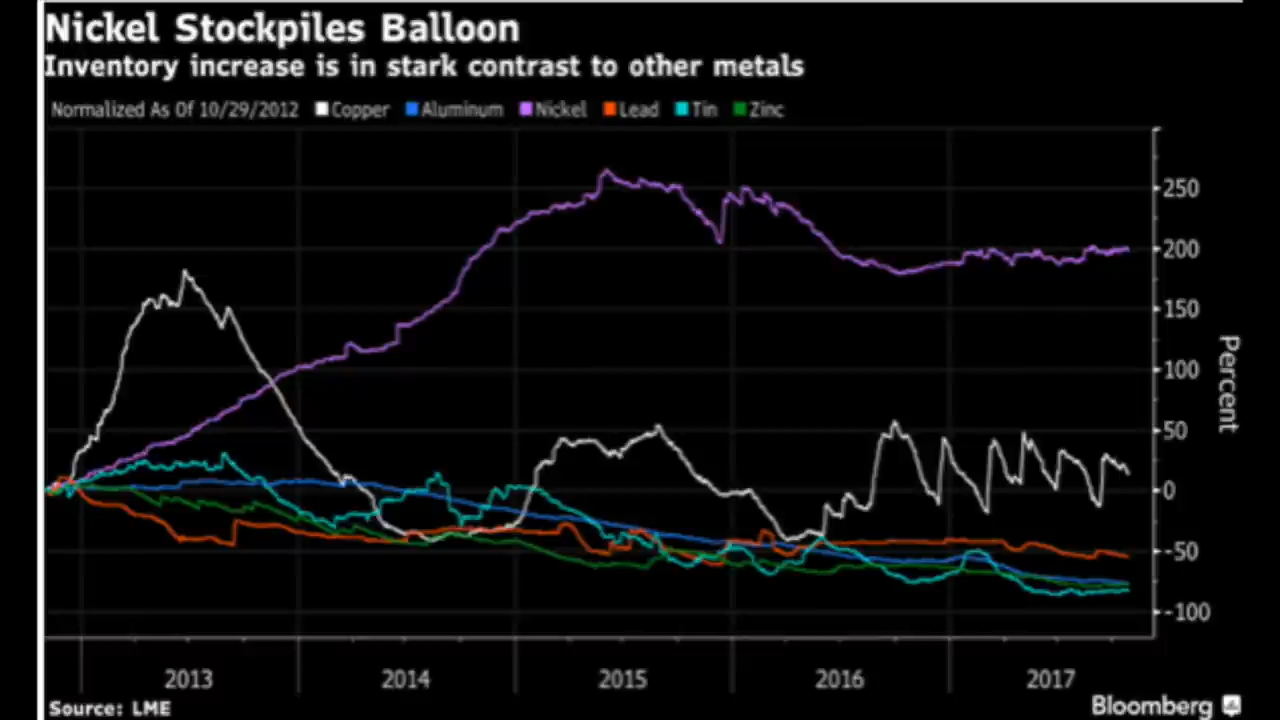 Nickel Stockpiles Balloon
Inventory increase is in stark contrast to other metals
Normalized As Of 10/29/2012 Copper Aluminum Nickel Lead Tin Zinc
250
200
150
100
50
0
-50
-100
Percent
2013 2014 2015 2016 2017
Source: LME
Bloomberg